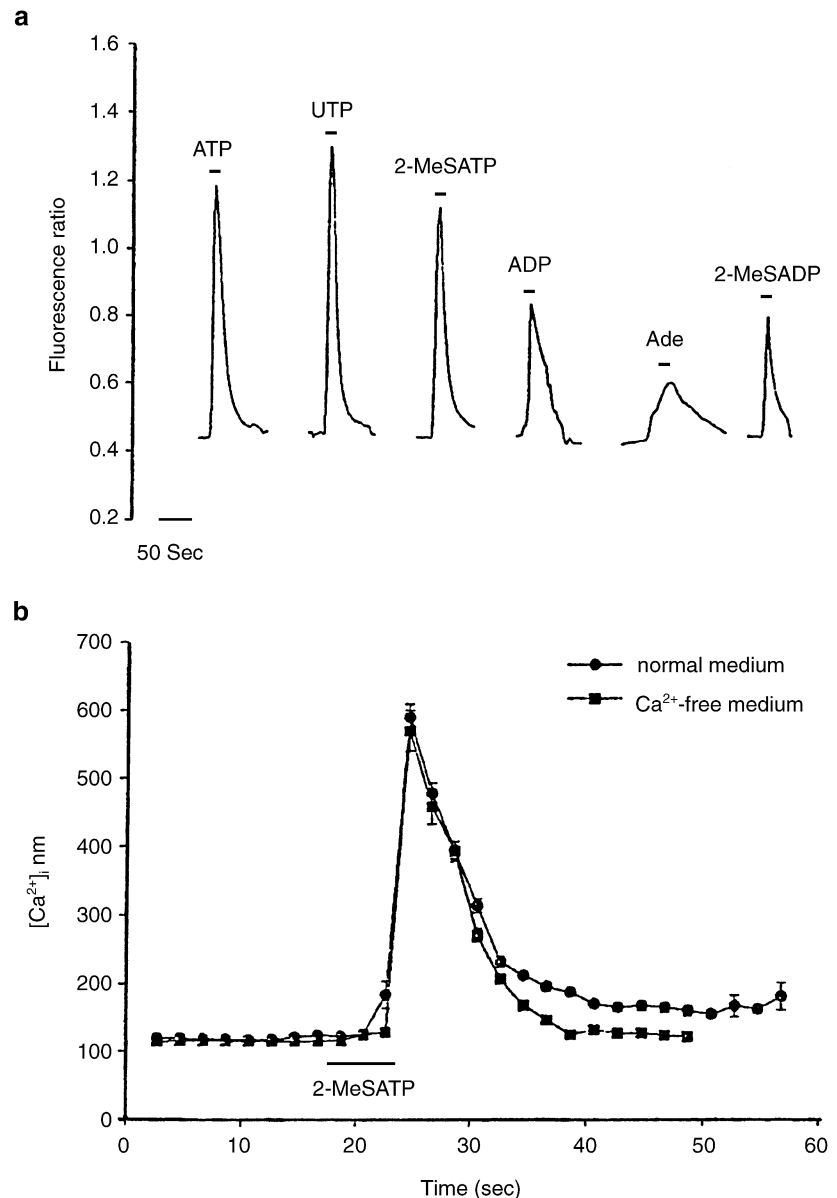 a
1.6
1.4
1.2
1.0
0.8
0.6
0.4
0.2
Fluorescence ratio
ATP
UTP
2-MeSATP
ADP
Ade
2-MeSADP
50 Sec
b
700
600
500
400
300
200
100
0
[Ca²⁺]ᵢ nm
normal medium
Ca²⁺-free medium
2-MeSATP
0 10 20 30 40 50 60
Time (sec)